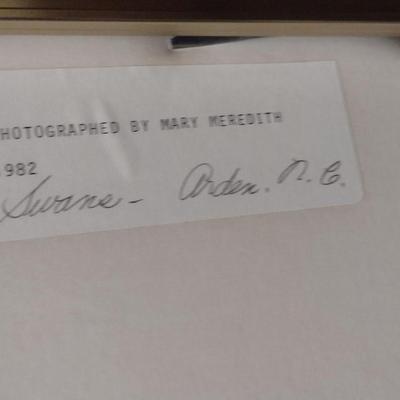 HOTOGRAPHED BY MARY MEREDITH
982
Swans - Arden. N. C.